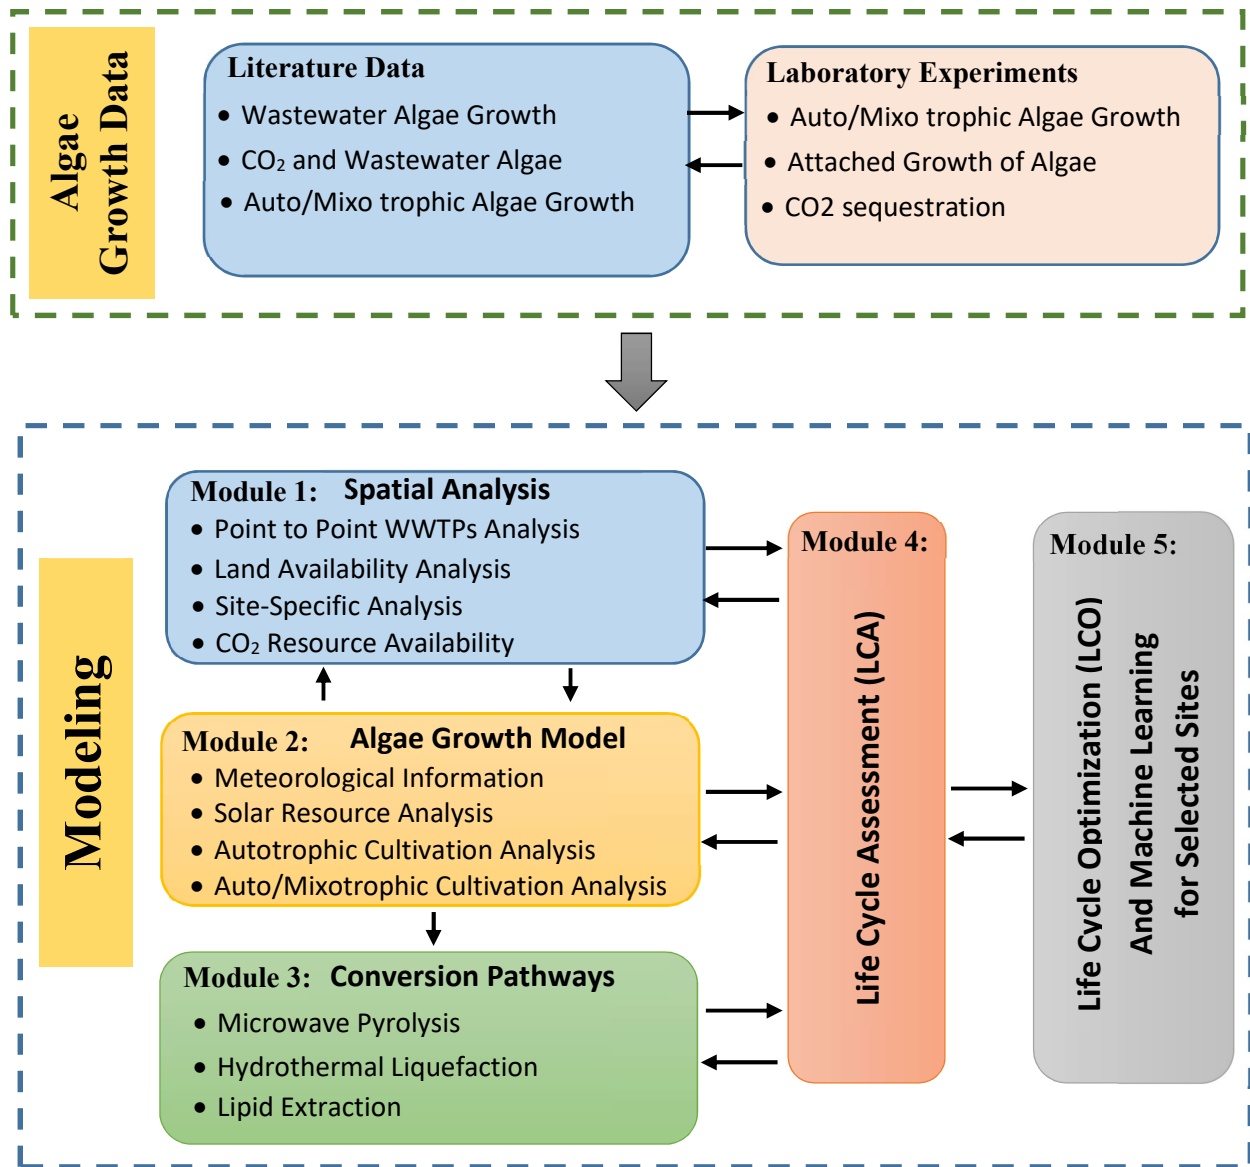 Algae
Growth Data
Literature Data
• Wastewater Algae Growth
• CO₂ and Wastewater Algae
• Auto/Mixo trophic Algae Growth
Laboratory Experiments
• Auto/Mixo trophic Algae Growth
• Attached Growth of Algae
• CO2 sequestration
Modeling
Module 1: Spatial Analysis
• Point to Point WWTPs Analysis
• Land Availability Analysis
• Site-Specific Analysis
• CO₂ Resource Availability
Module 2: Algae Growth Model
• Meteorological Information
• Solar Resource Analysis
• Autotrophic Cultivation Analysis
• Auto/Mixotrophic Cultivation Analysis
Module 3: Conversion Pathways
• Microwave Pyrolysis
• Hydrothermal Liquefaction
• Lipid Extraction
Module 4:
Life Cycle Assessment (LCA)
Module 5:
Life Cycle Optimization (LCO)
And Machine Learning
for Selected Sites